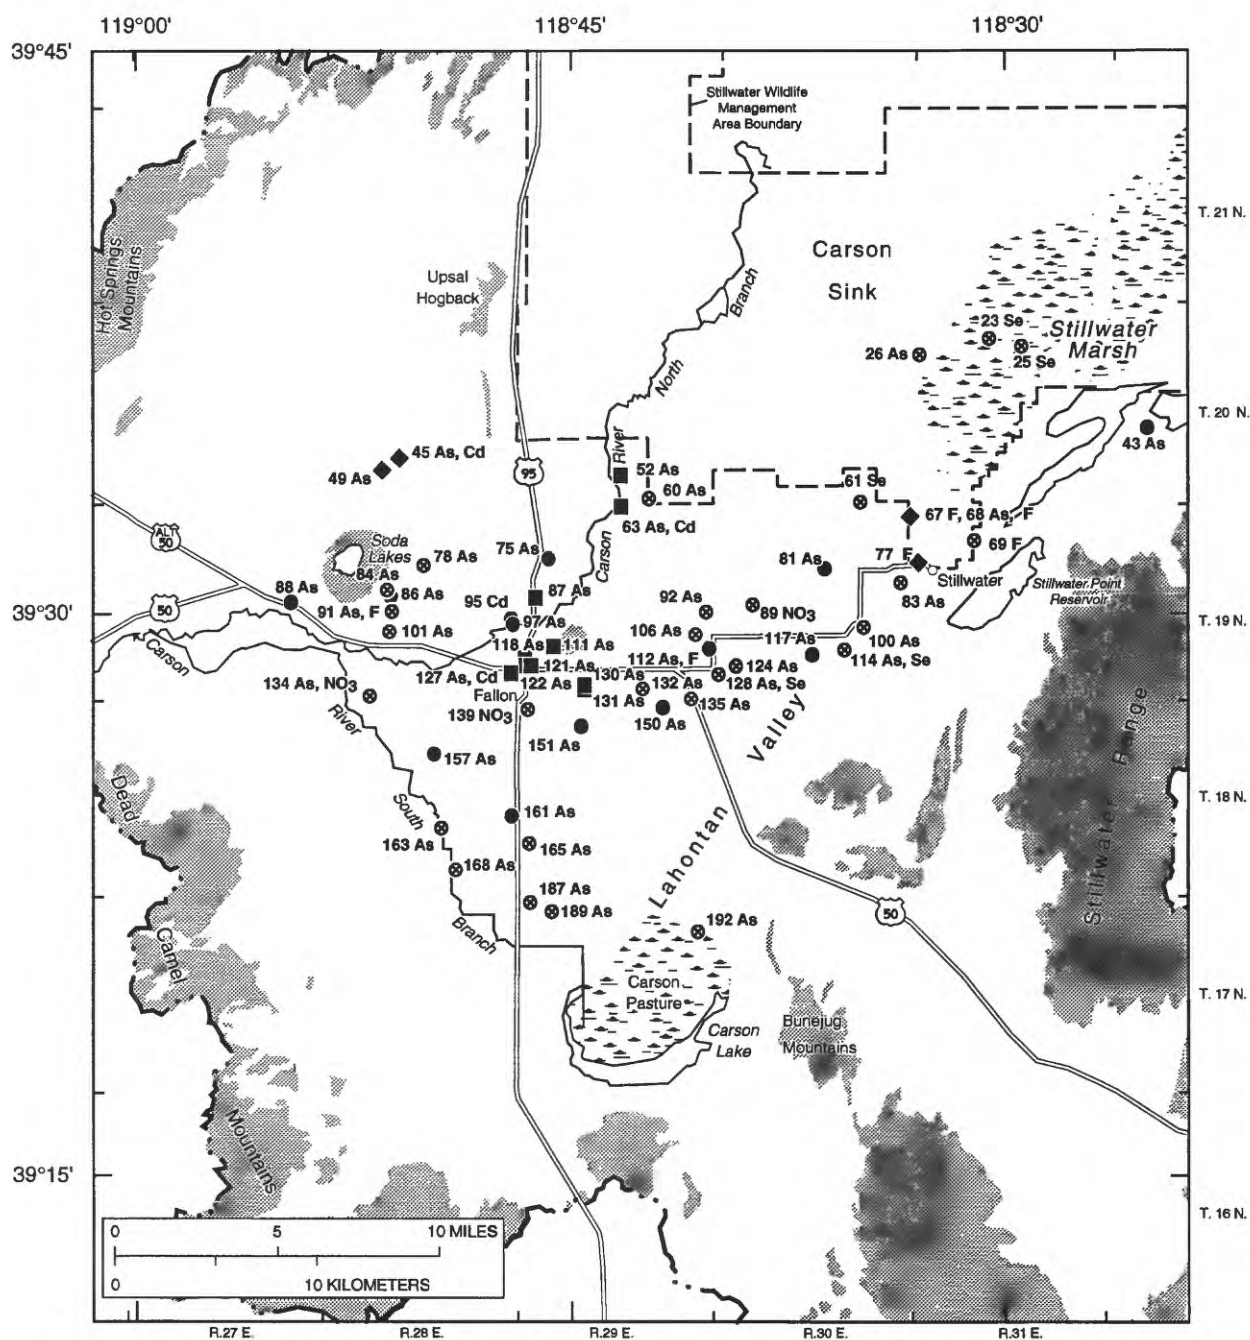 119°00'
118°45'
118°30'
39°45'
Stillwater Wildlife
Management
Area Boundary
T. 21 N.
Carson
Sink
Hot Springs
Mountains
Upsal
Hogback
Branch
North
23 Se
Stillwater
Marsh
26 As
25 Se
T. 20 N.
43 As
45 As, Cd
49 As
95
River
52 As
60 As
61 Se
63 As, Cd
67 F, 68 As, F
69 F
ALT
50
Soda
Lakes
78 As
75 As
Carson
81 As
77 F
Stillwater
Stillwater Point
Reservoir
84 As
86 As
88 As
87 As
83 As
39°30'
50
91 As, F
95 Cd
97 As
92 As
89 NO3
T. 19 N.
101 As
106 As
117 As
100 As
Carson
118 As
111 As
112 As, F
114 As, Se
121 As
130 As
124 As
127 As, Cd
122 As
132 As
128 As, Se
134 As, NO3
Fallon
131 As
135 As
139 NO3
150 As
River
151 As
Valley
157 As
Range
Dead
South
161 As
T. 18 N.
163 As
165 As
168 As
Lahontan
Stillwater
187 As
189 As
50
192 As
Branch
Camel
Carson
Pasture
T. 17 N.
Carson
Lake
Bunejug
Mountains
Mountains
39°15'
T. 16 N.
0 5 10 MILES
0 10 KILOMETERS
R.27 E.
R.28 E.
R.29 E.
R.30 E.
R.31 E.